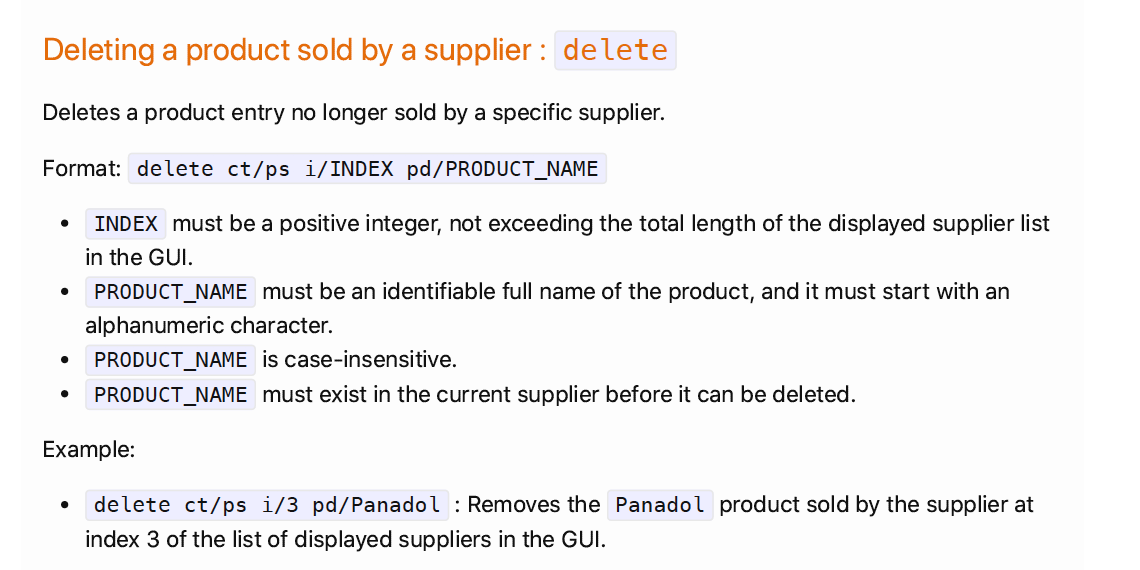 Deleting a product sold by a supplier : delete
Deletes a product entry no longer sold by a specific supplier.
Format: delete ct/ps i/INDEX pd/PRODUCT_NAME
• INDEX must be a positive integer, not exceeding the total length of the displayed supplier list
in the GUI.
• PRODUCT_NAME must be an identifiable full name of the product, and it must start with an
alphanumeric character.
• PRODUCT_NAME is case-insensitive.
• PRODUCT_NAME must exist in the current supplier before it can be deleted.
Example:
• delete ct/ps i/3 pd/Panadol : Removes the Panadol product sold by the supplier at
index 3 of the list of displayed suppliers in the GUI.